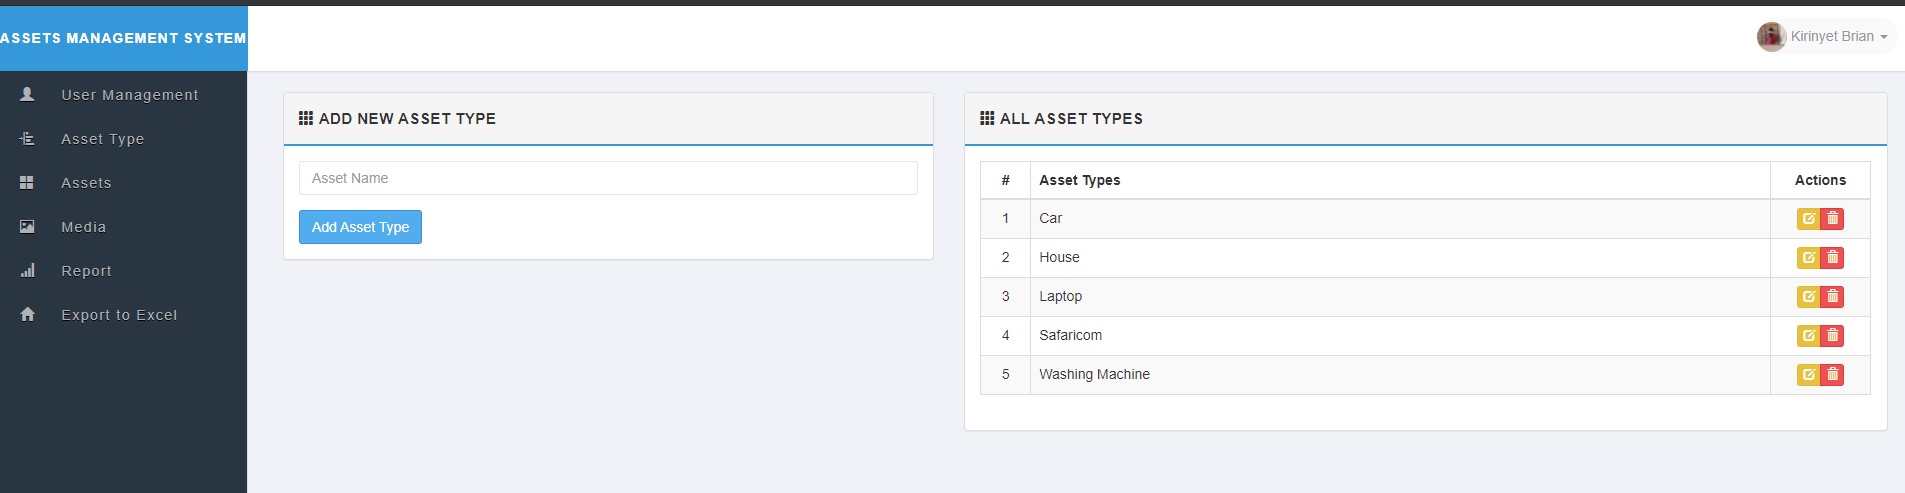 ASSETS MANAGEMENT SYSTEM
Kirinyet Brian
User Management
Asset Type
Assets
Media
Report
Export to Excel
ADD NEW ASSET TYPE
Asset Name
Add Asset Type
ALL ASSET TYPES
# Asset Types Actions
1 Car
2 House
3 Laptop
4 Safaricom
5 Washing Machine